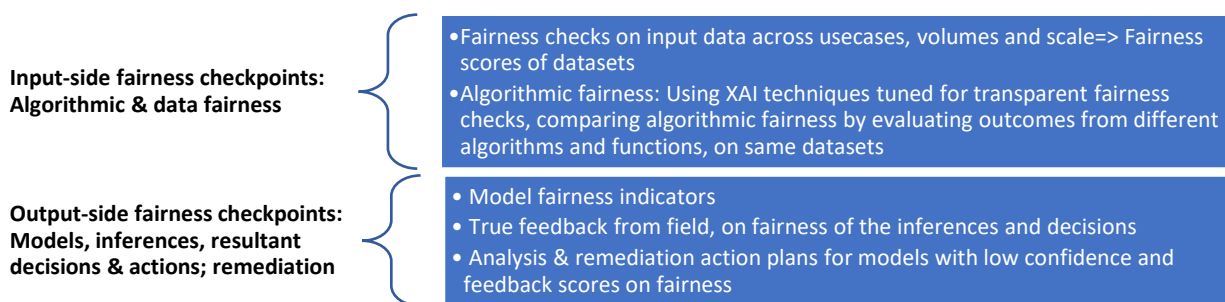 Input-side fairness checkpoints:
Algorithmic & data fairness
•Fairness checks on input data across usecases, volumes and scale=> Fairness
scores of datasets
•Algorithmic fairness: Using XAI techniques tuned for transparent fairness
checks, comparing algorithmic fairness by evaluating outcomes from different
algorithms and functions, on same datasets
Output-side fairness checkpoints:
Models, inferences, resultant
decisions & actions; remediation
• Model fairness indicators
• True feedback from field, on fairness of the inferences and decisions
• Analysis & remediation action plans for models with low confidence and
feedback scores on fairness